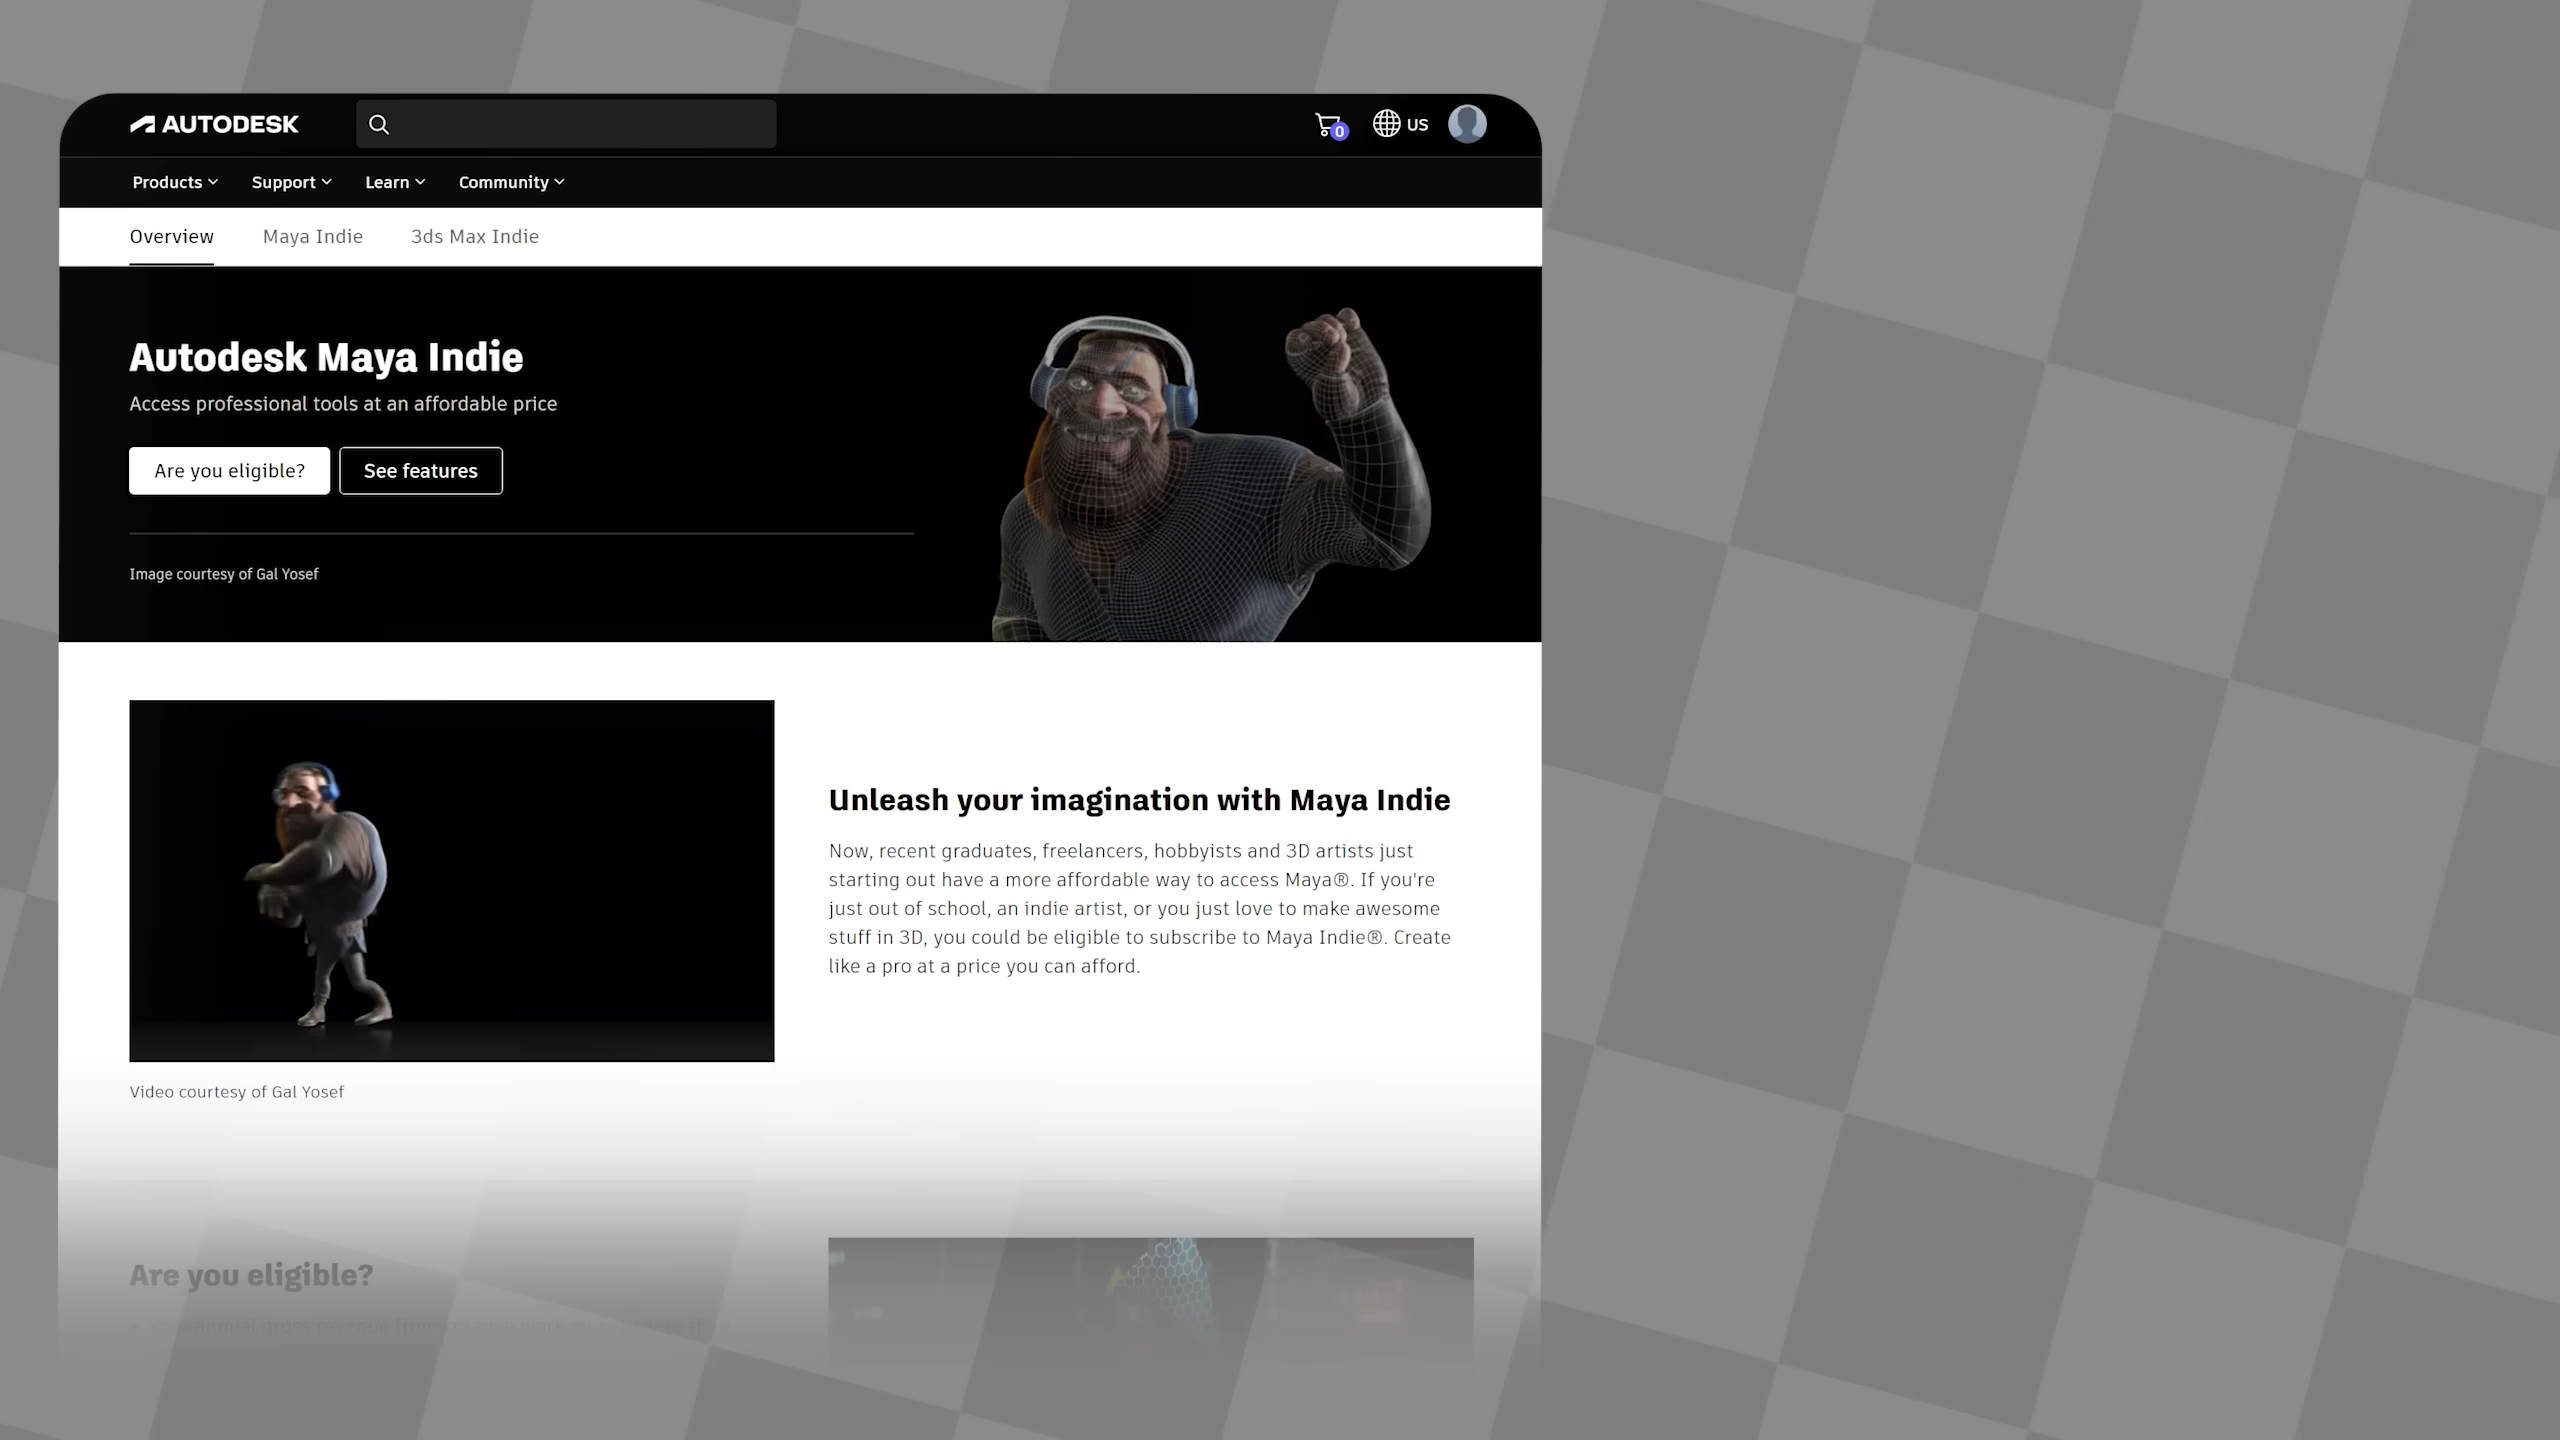 AUTODESK
0
US
Products
Support
Learn
Community
Overview
Maya Indie
3ds Max Indie
Autodesk Maya Indie
Access professional tools at an affordable price
Are you eligible?
See features
Image courtesy of Gal Yosef
Unleash your imagination with Maya Indie
Now, recent graduates, freelancers, hobbyists and 3D artists just
starting out have a more affordable way to access Maya®. If you're
just out of school, an indie artist, or you just love to make awesome
stuff in 3D, you could be eligible to subscribe to Maya Indie®. Create
like a pro at a price you can afford.
Video courtesy of Gal Yosef
Are you eligible?
annual gross revenue from